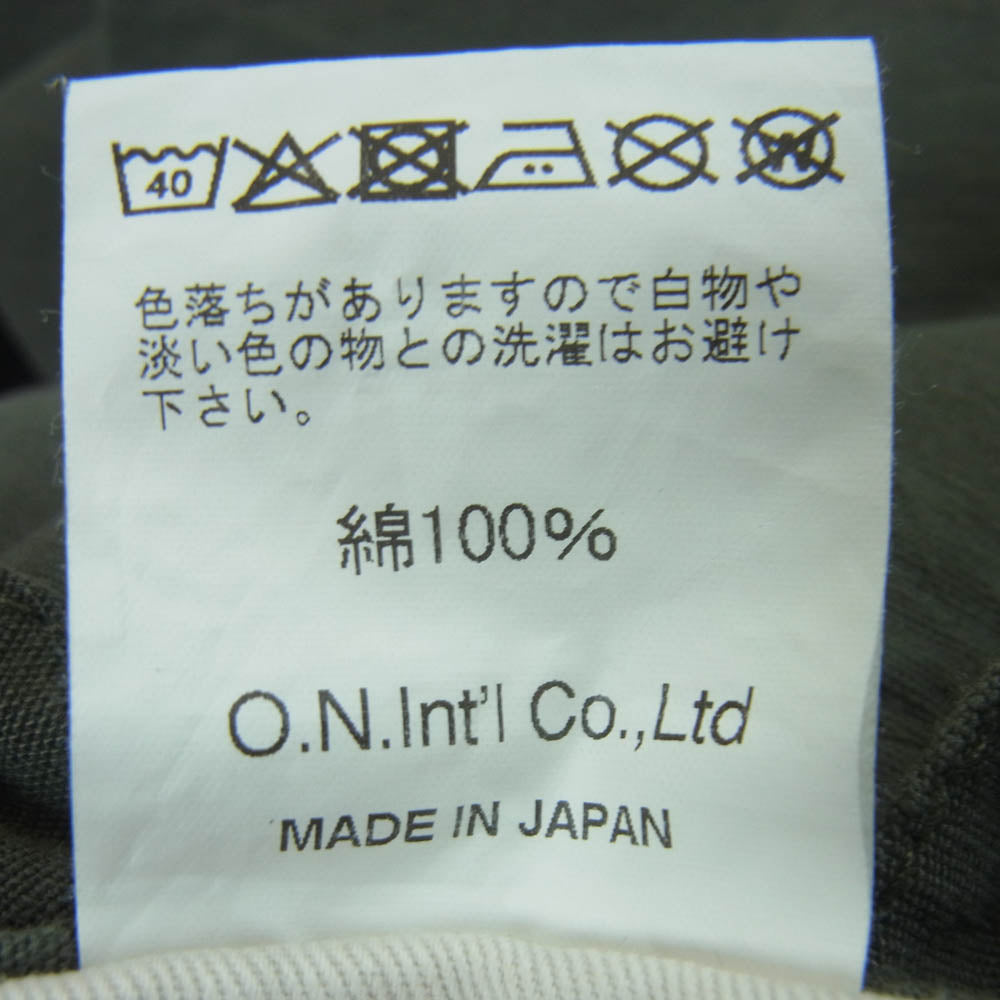 40
W
色落ちがありますので白物や
淡い色の物との洗濯はお避け
下さい。
綿100%
O.N.Int'l Co.,Ltd
MADE IN JAPAN